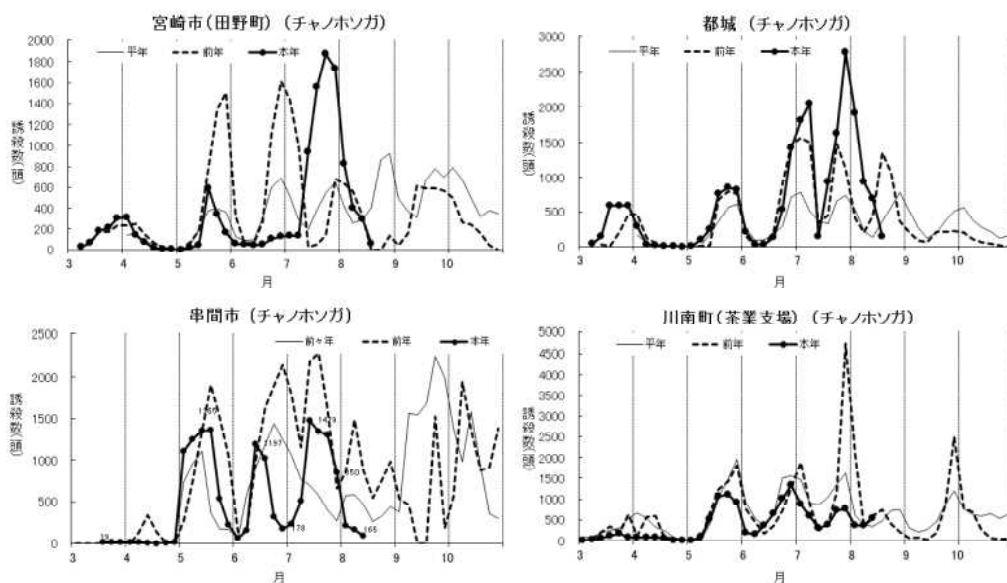 宮崎市(田野町) (チャノホソガ)
2000
1800
1600
1400
1200
1000
800
600
400
200
0
誘殺数(頭)
平年 前年 本年
3 4 5 6 7 8 9 10
月
都城 (チャノホソガ)
3000
2500
2000
1500
1000
500
0
誘殺数(頭)
平年 前年 本年
3 4 5 6 7 8 9 10
月
串間市 (チャノホソガ)
2500
2000
1500
1000
500
0
誘殺数(頭)
前々年 前年 本年
1197
178
165
3 4 5 6 7 8 9 10
月
川南町(茶業支場) (チャノホソガ)
5000
4500
4000
3500
3000
2500
2000
1500
1000
500
0
誘殺数(頭)
平年 前年 本年
3 4 5 6 7 8 9 10
月